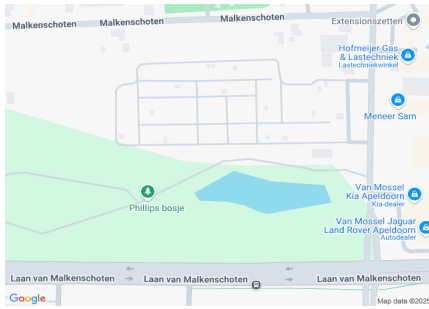 Malkenschoten
Malkenschoten
Malkenschoten
Extensionszetten
Hofmeijer Gas
& Lastechniek
Lastechniekwinkel
Meneer Sam
Van Mossel
Kia Apeldoorn
Kia-dealer
Phillips bosje
Van Mossel Jaguar
Land Rover Apeldoorn
Autodealer
Laan van Malkenschoten
Laan van Malkenschoten
Laan van Malkenschoten
Google
Map data ©2025